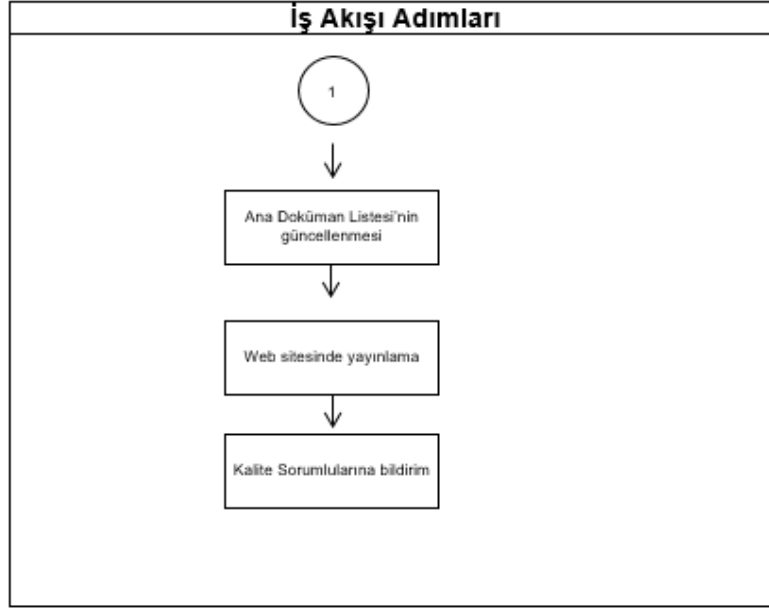 İş Akışı Adımları
1
Ana Doküman Listesi'nin
güncellenmesi
Web sitesinde yayınlama
Kalite Sorumlularına bildirim